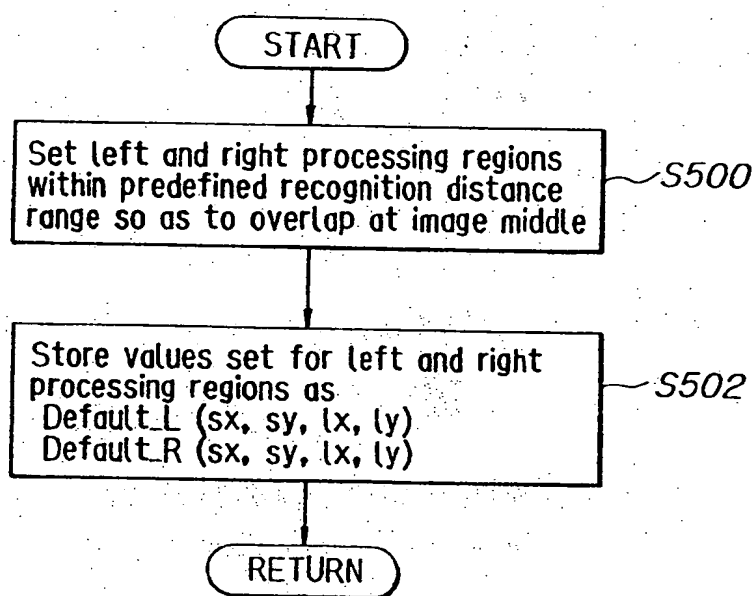 START
Set left and right processing regions
within predefined recognition distance
range so as to overlap at image middle
S500
Store values set for left and right
processing regions as
Default_L (sx, sy, lx, ly)
Default_R (sx, sy, lx, ly)
S502
RETURN